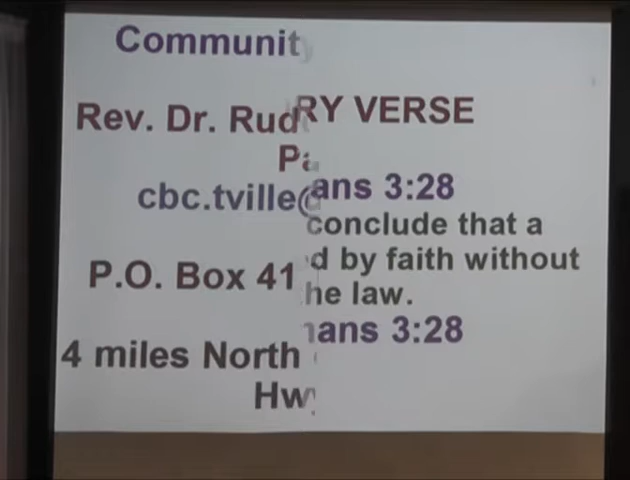 Communit
Rev. Dr. Rud
RY VERSE
Pa
cbc.tville@
ans 3:28
conclude that a
d by faith without
P.O. Box 41
he law.
ans 3:28
4 miles North
Hw